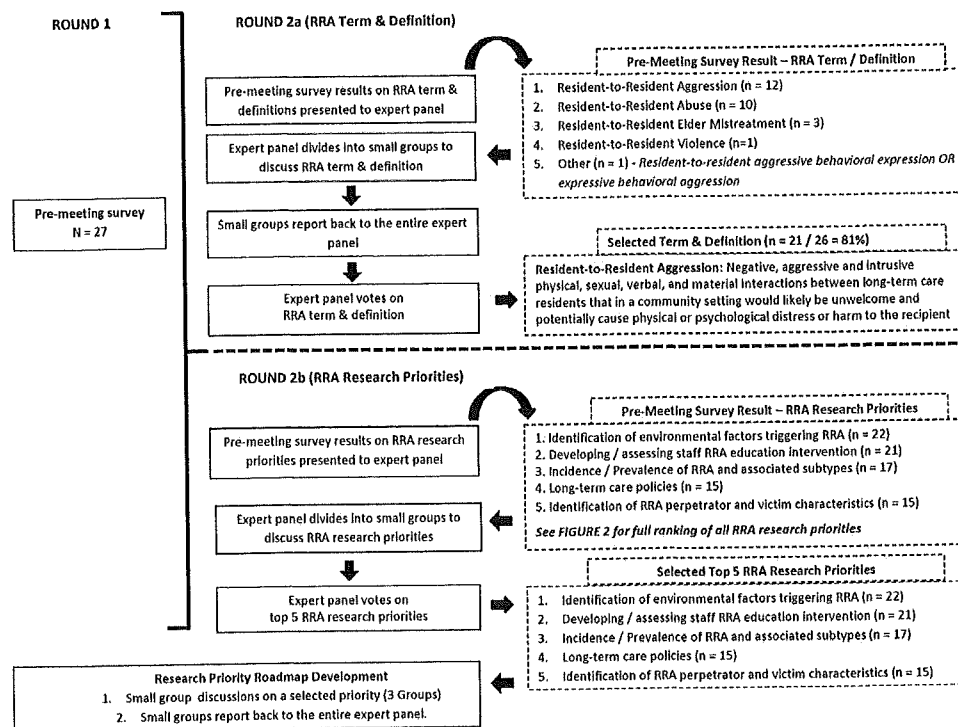 ROUND 1
Pre-meeting survey
N = 27
ROUND 2a (RRA Term & Definition)
Pre-meeting survey results on RRA term &
definitions presented to expert panel
Pre-Meeting Survey Result – RRA Term / Definition
1. Resident-to-Resident Aggression (n = 12)
2. Resident-to-Resident Abuse (n = 10)
3. Resident-to-Resident Elder Mistreatment (n = 3)
4. Resident-to-Resident Violence (n=1)
5. Other (n = 1) - Resident-to-resident aggressive behavioral expression OR
expressive behavioral aggression
Expert panel divides into small groups to
discuss RRA term & definition
Small groups report back to the entire expert
panel
Expert panel votes on
RRA term & definition
Selected Term & Definition (n = 21 / 26 = 81%)
Resident-to-Resident Aggression: Negative, aggressive and intrusive
physical, sexual, verbal, and material interactions between long-term care
residents that in a community setting would likely be unwelcome and
potentially cause physical or psychological distress or harm to the recipient
ROUND 2b (RRA Research Priorities)
Pre-meeting survey results on RRA research
priorities presented to expert panel
Pre-Meeting Survey Result – RRA Research Priorities
1. Identification of environmental factors triggering RRA (n = 22)
2. Developing / assessing staff RRA education intervention (n = 21)
3. Incidence / Prevalence of RRA and associated subtypes (n = 17)
4. Long-term care policies (n = 15)
5. Identification of RRA perpetrator and victim characteristics (n = 15)
See FIGURE 2 for full ranking of all RRA research priorities
Expert panel divides into small groups to
discuss RRA research priorities
Expert panel votes on
top 5 RRA research priorities
Selected Top 5 RRA Research Priorities
1. Identification of environmental factors triggering RRA (n = 22)
2. Developing / assessing staff RRA education intervention (n = 21)
3. Incidence / Prevalence of RRA and associated subtypes (n = 17)
4. Long-term care policies (n = 15)
5. Identification of RRA perpetrator and victim characteristics (n = 15)
Research Priority Roadmap Development
1. Small group discussions on a selected priority (3 Groups)
2. Small groups report back to the entire expert panel.